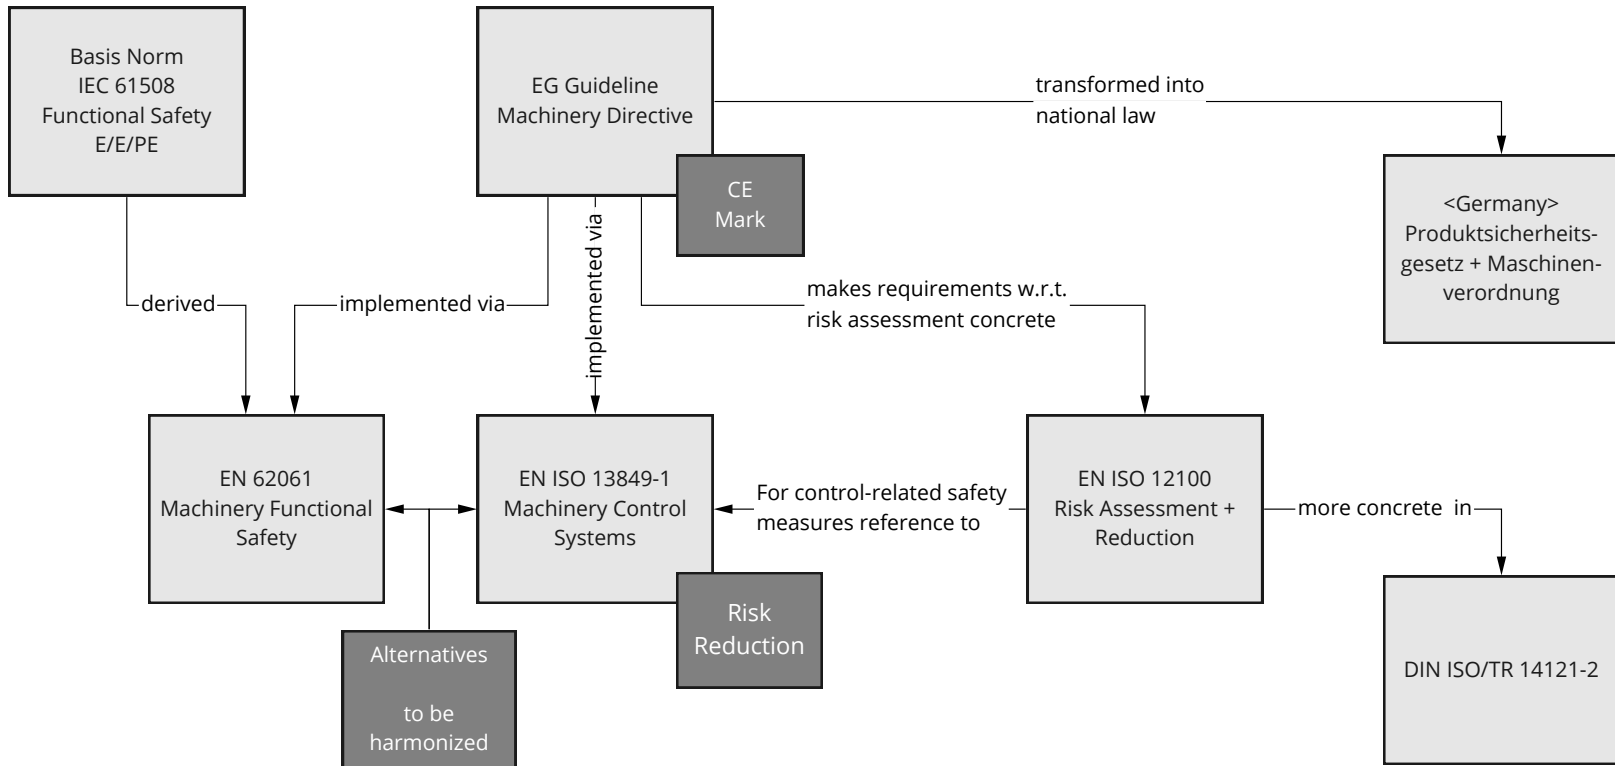 Basis Norm
IEC 61508
Functional Safety
E/E/PE
EG Guideline
Machinery Directive
CE
Mark
transformed into
national law
<Germany>
Produktsicherheits-
gesetz + Maschinen-
verordnung
derived
implemented via
implemented via
makes requirements w.r.t.
risk assessment concrete
EN 62061
Machinery Functional
Safety
EN ISO 13849-1
Machinery Control
Systems
For control-related safety
measures reference to
EN ISO 12100
Risk Assessment +
Reduction
more concrete in
Alternatives
to be
harmonized
Risk
Reduction
DIN ISO/TR 14121-2